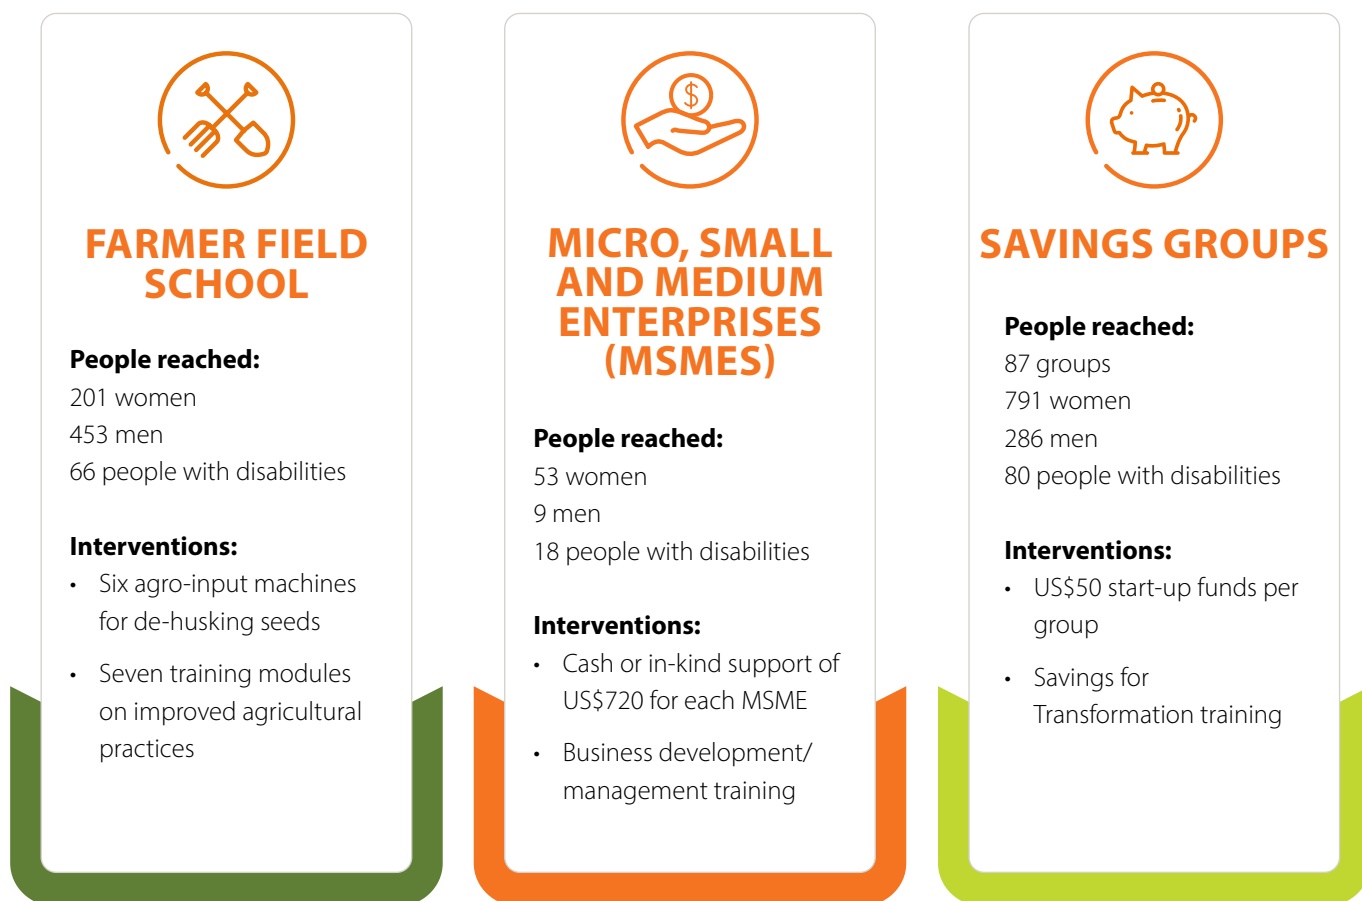 FARMER FIELD
SCHOOL
People reached:
201 women
453 men
66 people with disabilities
Interventions:
• Six agro-input machines
for de-husking seeds
• Seven training modules
on improved agricultural
practices
$
MICRO, SMALL
AND MEDIUM
ENTERPRISES
(MSMES)
People reached:
53 women
9 men
18 people with disabilities
Interventions:
• Cash or in-kind support of
US$720 for each MSME
• Business development/
management training
SAVINGS GROUPS
People reached:
87 groups
791 women
286 men
80 people with disabilities
Interventions:
• US$50 start-up funds per
group
• Savings for
Transformation training